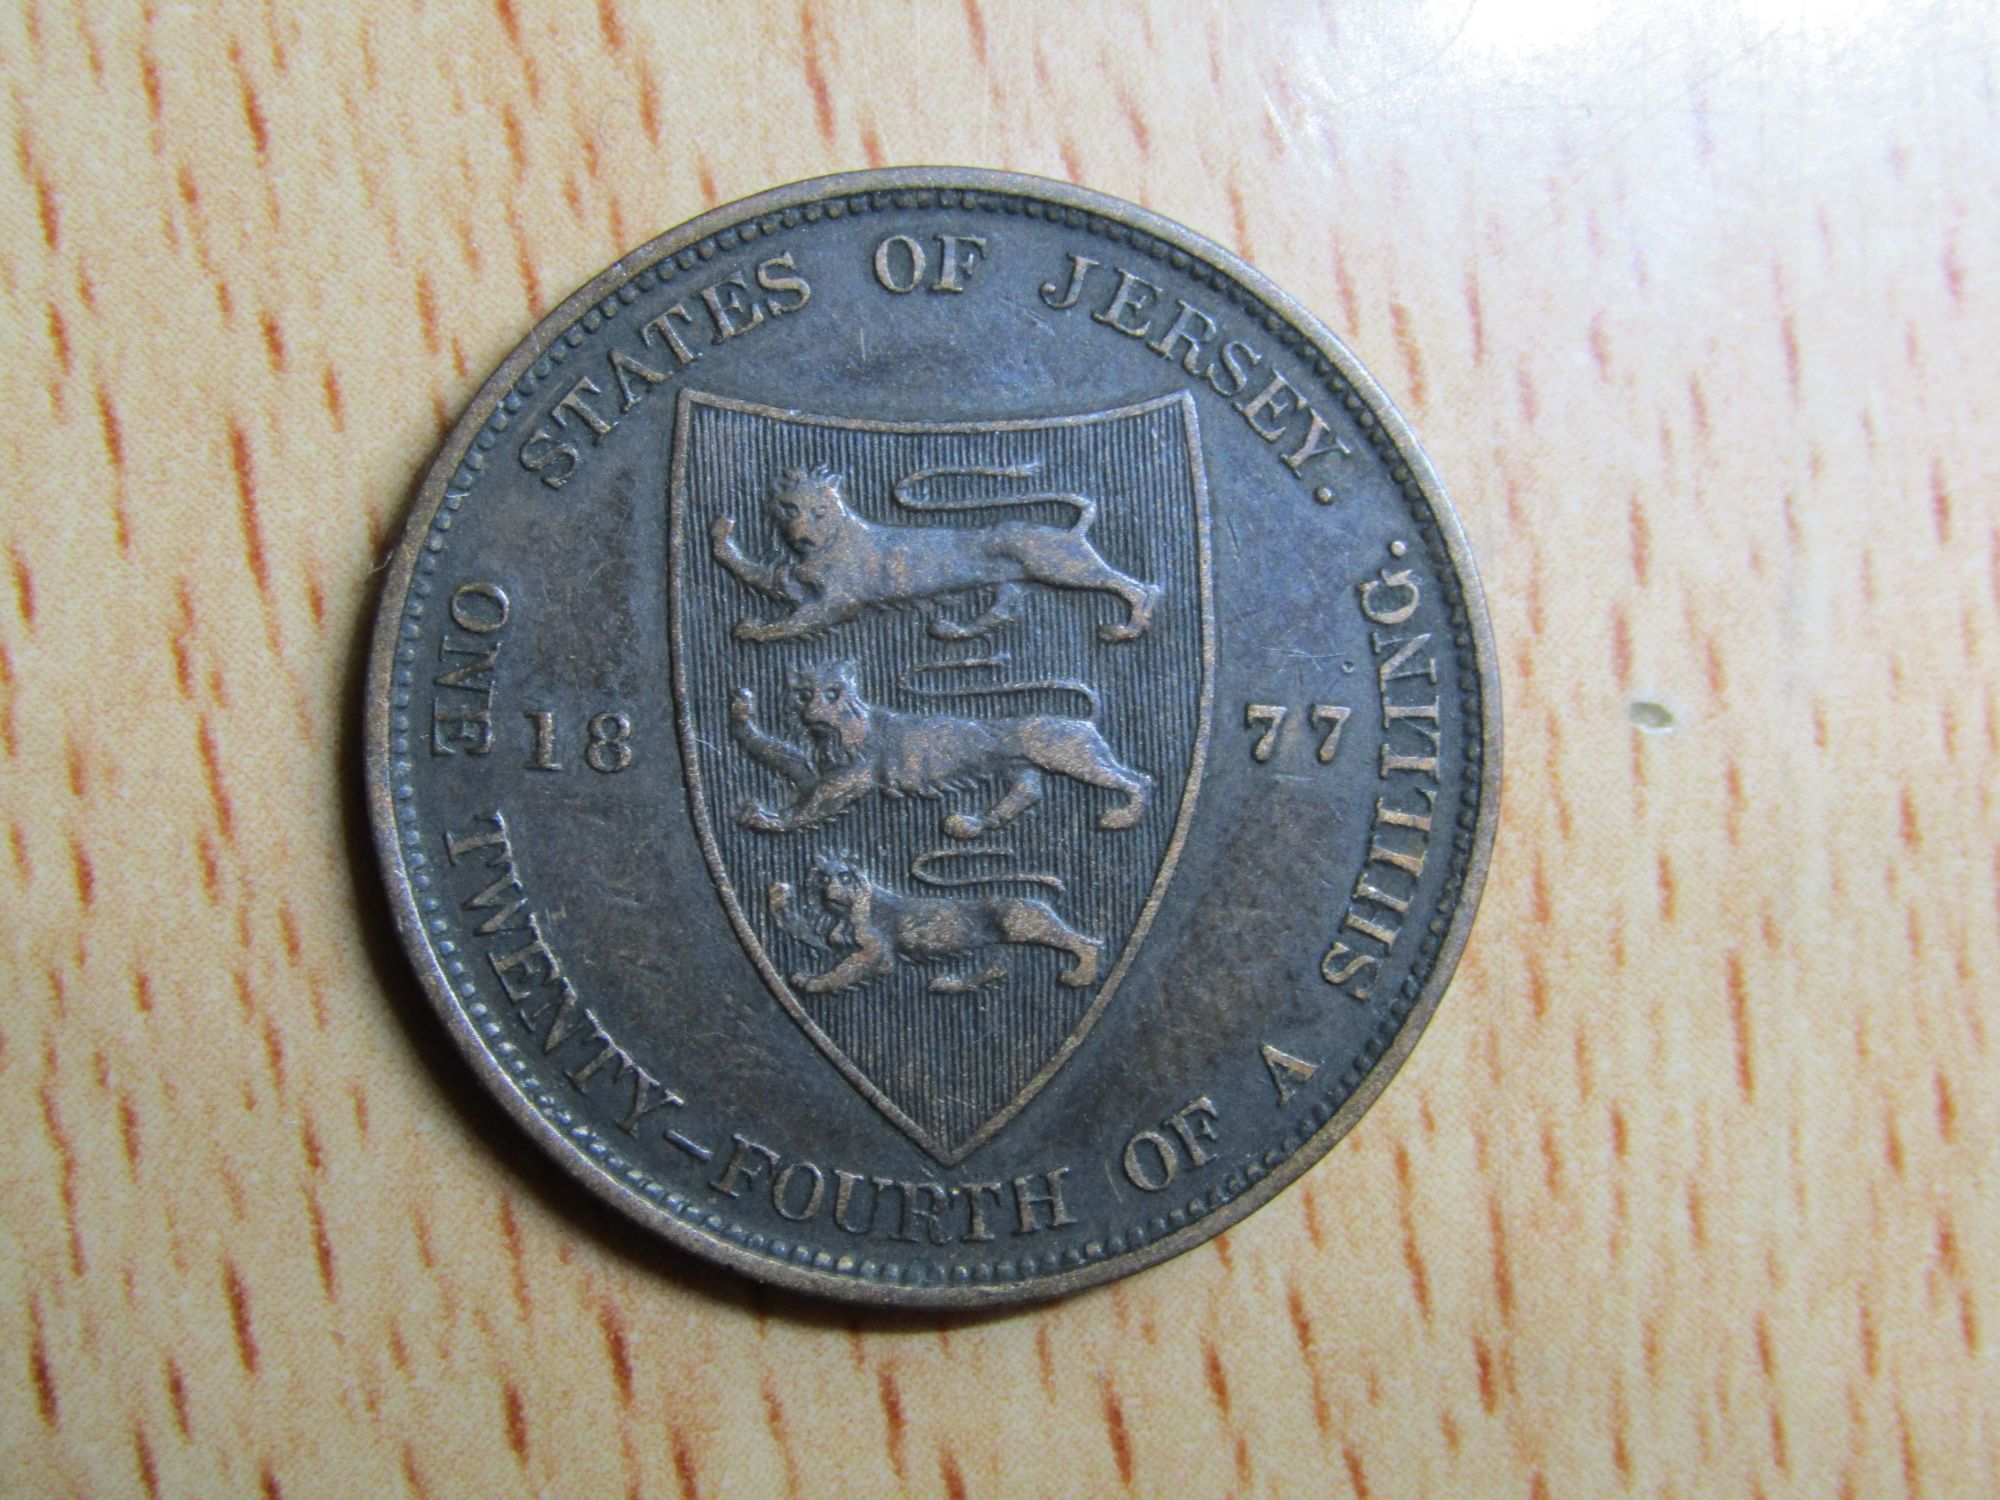 STATES OF JERSEY.
18 77
ONE TWENTY-FOURTH OF A SHILLING.